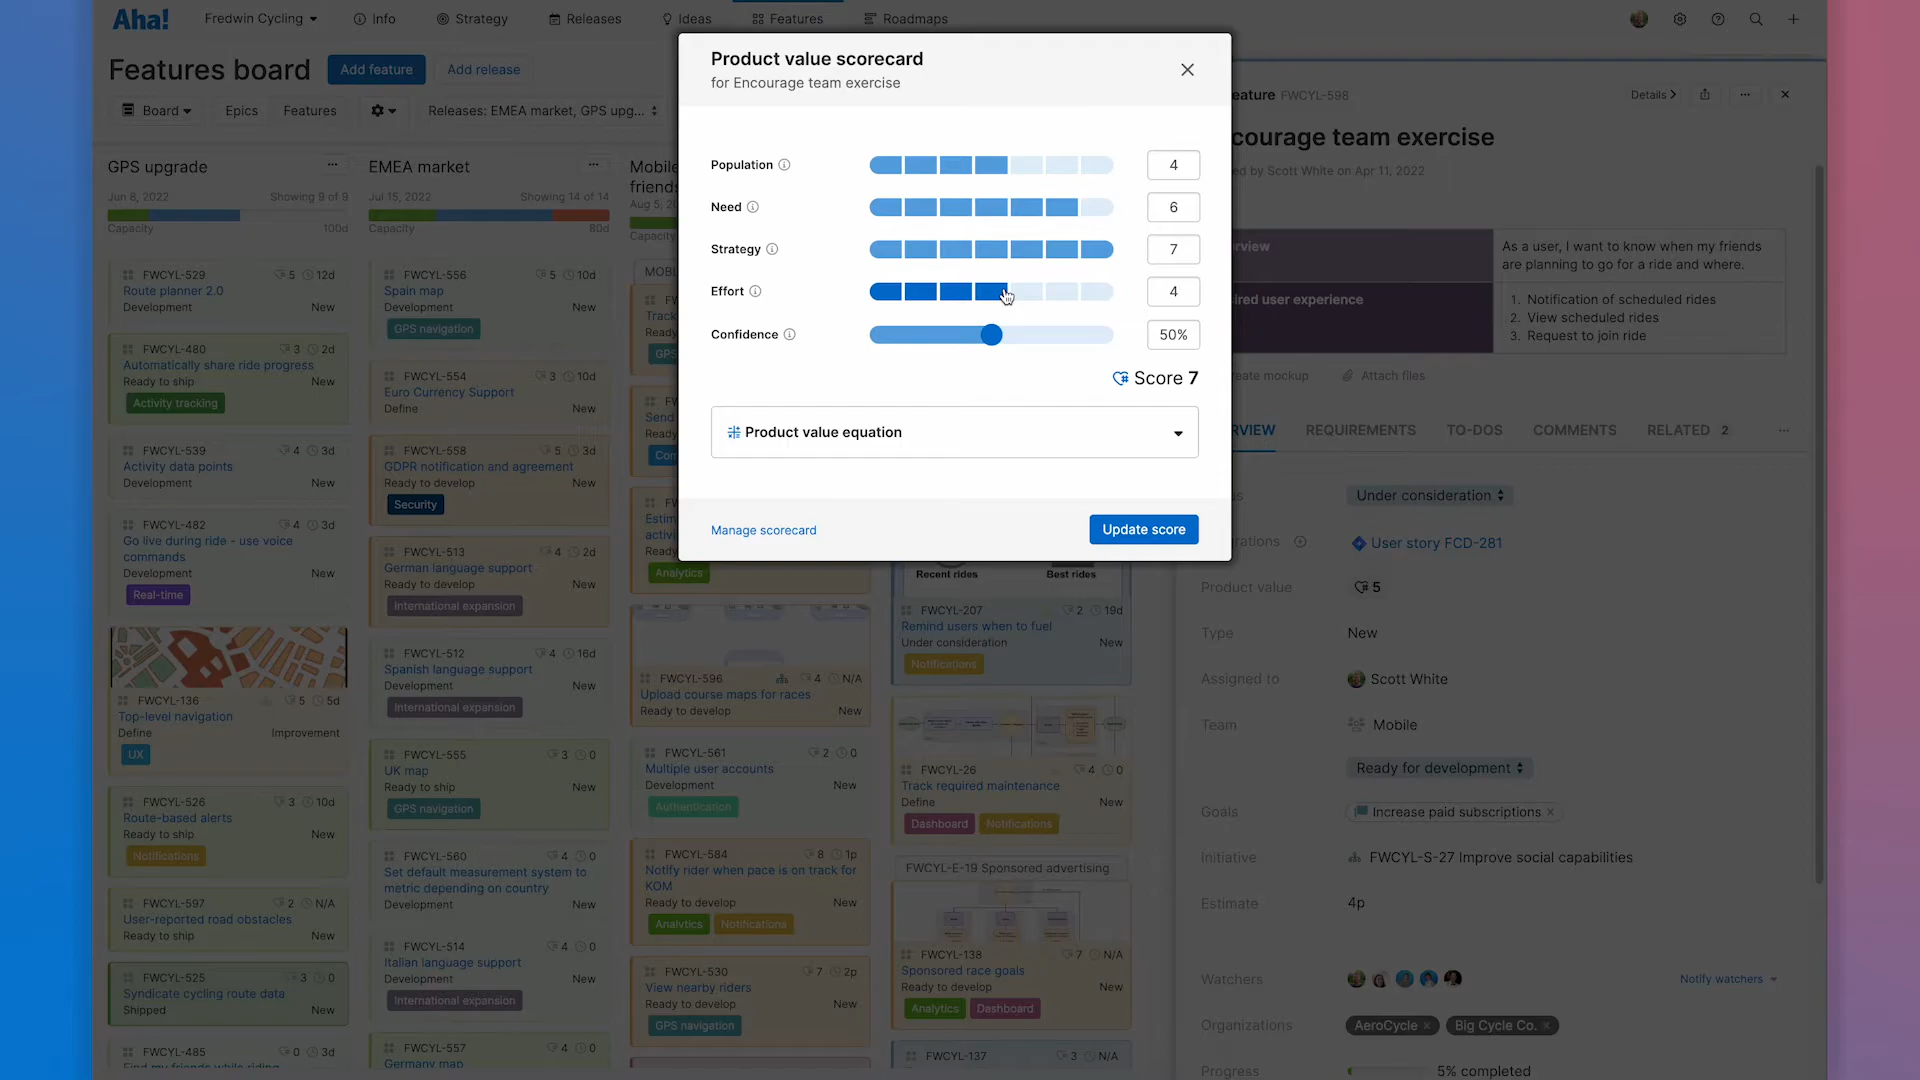 Aha!
Fredwin Cycling
Info
Strategy
Releases
Ideas
Features
Roadmaps
Features board
Add feature
Add release
Board
Epics
Features
Releases: EMEA market, GPS upg...
GPS upgrade
Jun 8, 2022 Showing 9 of 9
Capacity 100d
FWCYL-529 5 12d
Route planner 2.0
Development New
FWCYL-480 3 2d
Automatically share ride progress
Ready to ship New
Activity tracking
FWCYL-539 4 3d
Activity data points
Development New
FWCYL-482 4 3d
Go live during ride - use voice
commands
Development New
Real-time
FWCYL-136 5 5d
Top-level navigation
Define Improvement
UX
FWCYL-526 3 10d
Route-based alerts
Ready to ship New
Notifications
FWCYL-597 2 N/A
User-reported road obstacles
Ready to ship New
FWCYL-525 3 0
Syndicate cycling route data
Shipped New
FWCYL-485 0 3d
Find my friends while riding
EMEA market
Jul 15, 2022 Showing 14 of 14
Capacity 80d
FWCYL-556 5 10d
Spain map
Development New
GPS navigation
FWCYL-554 3 10d
Euro Currency Support
Define New
FWCYL-558 5 3d
GDPR notification and agreement
Ready to develop New
Security
FWCYL-513 4 2d
German language support
Ready to develop New
International expansion
FWCYL-512 4 16d
Spanish language support
Development New
International expansion
FWCYL-555 3 0
UK map
Ready to ship New
GPS navigation
FWCYL-560 4 0
Set default measurement system to
metric depending on country
Development New
FWCYL-514 4 0
Italian language support
Development New
International expansion
FWCYL-557 4 0
Germany map
Mobile
friends
Aug 5, 2
Capacity
MOBI
Track
Ready
GPS
Send
Ready
Con
Estim
activi
Ready
Analytics
FWCYL-596 4 N/A
Upload course maps for races
Ready to develop New
FWCYL-561 2 0
Multiple user accounts
Development New
Authentication
FWCYL-584 8 1p
Notify rider when pace is on track for
KOM
Ready to develop New
Analytics Notifications
FWCYL-530 7 2p
View nearby riders
Ready to develop New
GPS navigation
Recent rides Best rides
FWCYL-207 2 19d
Remind users when to fuel
Under consideration New
Notifications
FWCYL-26 4 0
Track required maintenance
Define New
Dashboard Notifications
FWCYL-E-19 Sponsored advertising
FWCYL-138 7 N/A
Sponsored race goals
Ready to develop New
Analytics Dashboard
FWCYL-137 3 N/A
Product value scorecard
for Encourage team exercise
Population 4
Need 6
Strategy 7
Effort 4
Confidence 50%
Score 7
Product value equation
Manage scorecard
Update score
eature FWCYL-598
Details
courage team exercise
ed by Scott White on Apr 11, 2022
rview
As a user, I want to know when my friends
are planning to go for a ride and where.
ired user experience
1. Notification of scheduled rides
2. View scheduled rides
3. Request to join ride
reate mockup
Attach files
RVIEW
REQUIREMENTS
TO-DOS
COMMENTS
RELATED 2
s Under consideration
rations User story FCD-281
Product value 5
Type New
Assigned to Scott White
Team Mobile
Ready for development
Goals Increase paid subscriptions
Initiative FWCYL-S-27 Improve social capabilities
Estimate 4p
Watchers
Notify watchers
Organizations AeroCycle Big Cycle Co.
Progress 5% completed